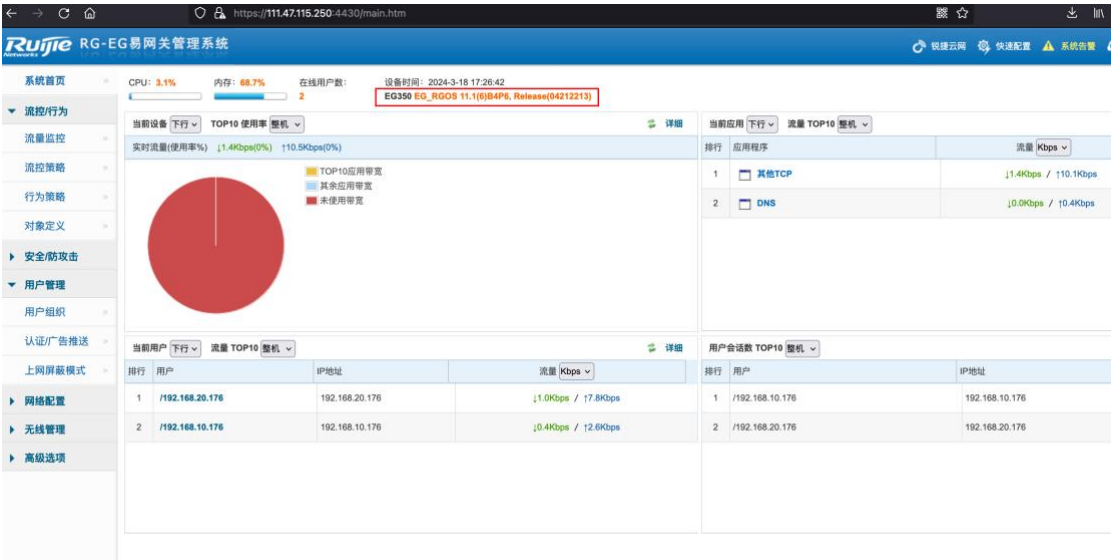 https://111.47.115.250:4430/main.htm
Ruijie Networks RG-EG易网关管理系统
锐捷云网 快速配置 系统告警
系统首页
流控/行为
流量监控
流控策略
行为策略
对象定义
安全/防攻击
用户管理
用户组织
认证/广告推送
上网屏蔽模式
网络配置
无线管理
高级选项
CPU: 3.1% 内存: 68.7% 在线用户数: 2 设备时间: 2024-3-18 17:26:42
EG350 EG_RGOS 11.1(6)B4P6, Release(04212213)
当前设备 下行 TOP10 使用率 整机 详细
实时流量(使用率%) ↓1.4Kbps(0%) ↑10.5Kbps(0%)
TOP10应用带宽
其余应用带宽
未使用带宽
当前应用 下行 流量 TOP10 整机
排行 应用程序 流量 Kbps
1 其他TCP ↓1.4Kbps / ↑10.1Kbps
2 DNS ↓0.0Kbps / ↑0.4Kbps
当前用户 下行 流量 TOP10 整机 详细
排行 用户 IP地址 流量 Kbps
1 /192.168.20.176 192.168.20.176 ↓1.0Kbps / ↑7.8Kbps
2 /192.168.10.176 192.168.10.176 ↓0.4Kbps / ↑2.6Kbps
用户会话数 TOP10 整机
排行 用户 IP地址
1 /192.168.10.176 192.168.10.176
2 /192.168.20.176 192.168.20.176